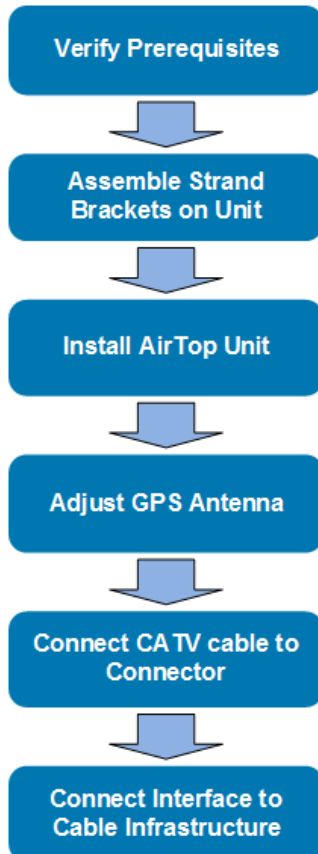 Verify Prerequisites
Assemble Strand
Brackets on Unit
Install AirTop Unit
Adjust GPS Antenna
Connect CATV cable to
Connector
Connect Interface to
Cable Infrastructure